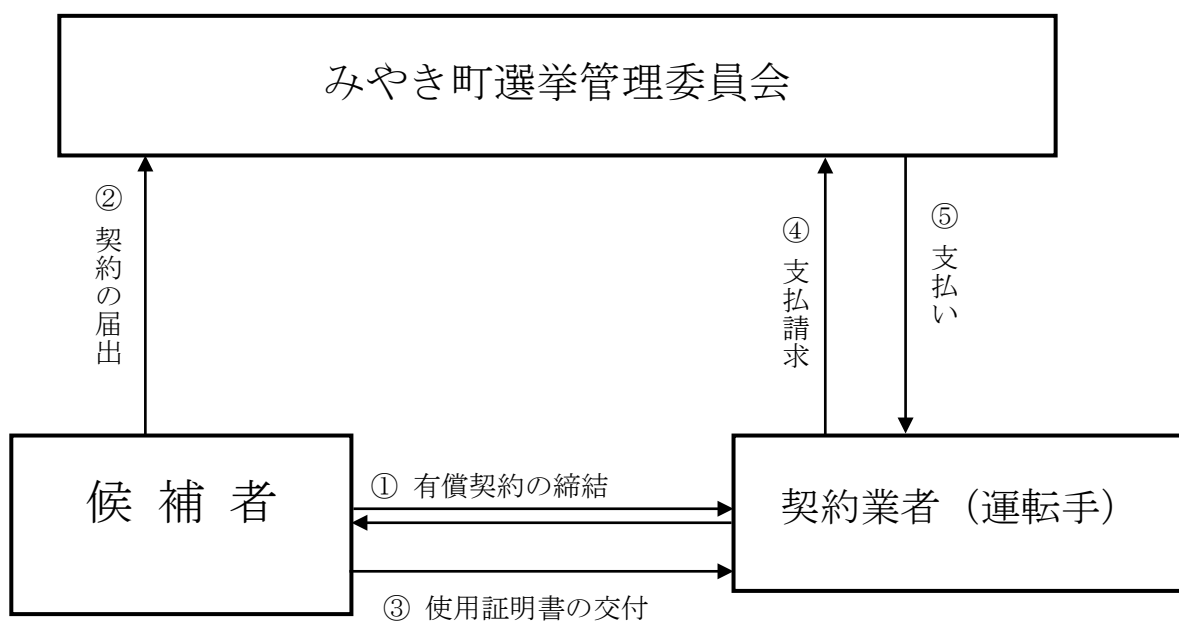 みやき町選挙管理委員会
② 契約の届出
④ 支払請求
⑤ 支払い
候 補 者
① 有償契約の締結
契約業者（運転手）
③ 使用証明書の交付